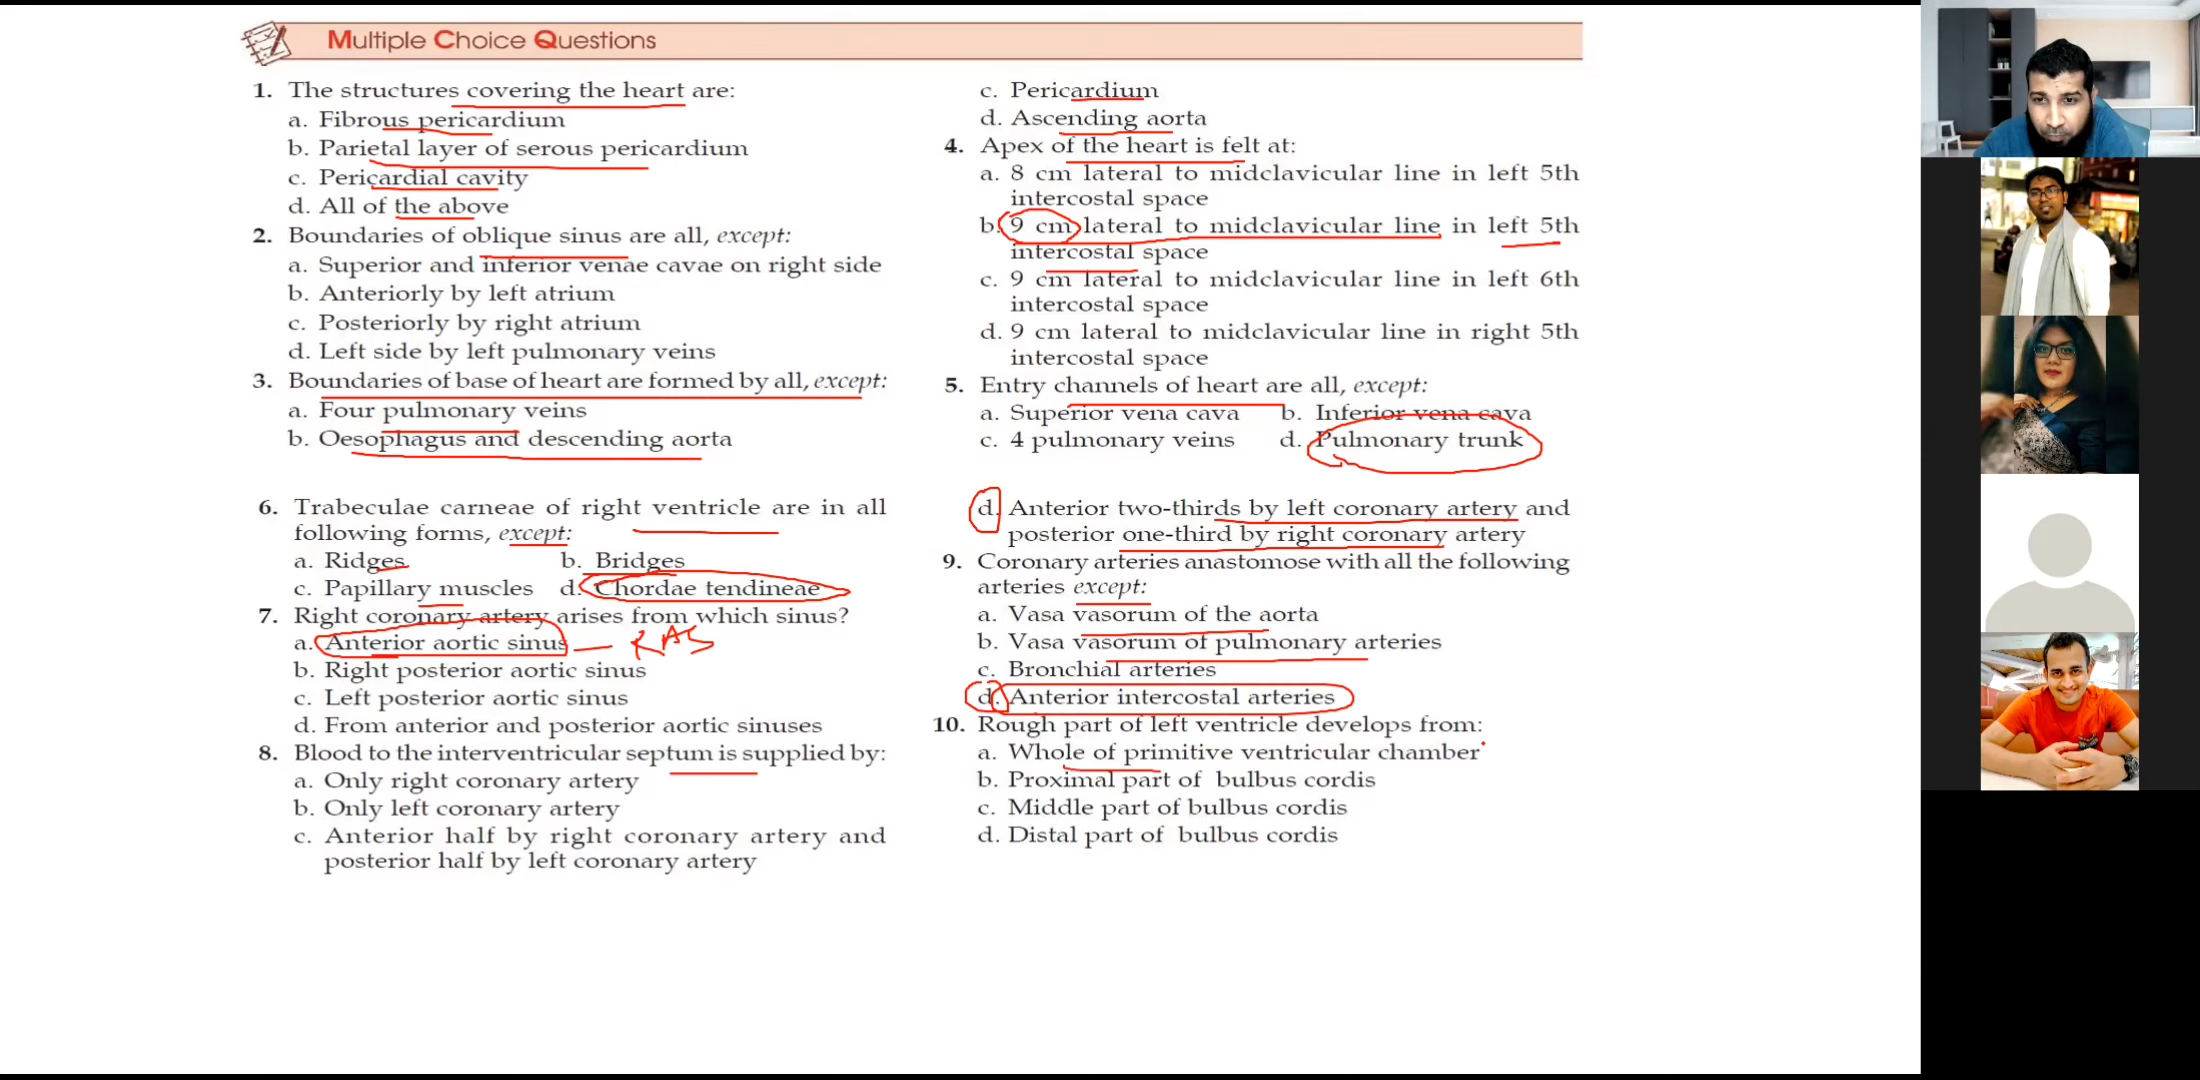 Multiple Choice Questions
1. The structures covering the heart are:
a. Fibrous pericardium
b. Parietal layer of serous pericardium
c. Pericardial cavity
d. All of the above
2. Boundaries of oblique sinus are all, except:
a. Superior and inferior venae cavae on right side
b. Anteriorly by left atrium
c. Posteriorly by right atrium
d. Left side by left pulmonary veins
3. Boundaries of base of heart are formed by all, except:
a. Four pulmonary veins
b. Oesophagus and descending aorta
c. Pericardium
d. Ascending aorta
4. Apex of the heart is felt at:
a. 8 cm lateral to midclavicular line in left 5th
intercostal space
b. 9 cm lateral to midclavicular line in left 5th
intercostal space
c. 9 cm lateral to midclavicular line in left 6th
intercostal space
d. 9 cm lateral to midclavicular line in right 5th
intercostal space
5. Entry channels of heart are all, except:
a. Superior vena cava b. Inferior vena cava
c. 4 pulmonary veins d. Pulmonary trunk
6. Trabeculae carneae of right ventricle are in all
following forms, except:
a. Ridges b. Bridges
c. Papillary muscles d. Chordae tendineae
7. Right coronary artery arises from which sinus?
a. Anterior aortic sinus — RAS
b. Right posterior aortic sinus
c. Left posterior aortic sinus
d. From anterior and posterior aortic sinuses
8. Blood to the interventricular septum is supplied by:
a. Only right coronary artery
b. Only left coronary artery
c. Anterior half by right coronary artery and
posterior half by left coronary artery
d. Anterior two-thirds by left coronary artery and
posterior one-third by right coronary artery
9. Coronary arteries anastomose with all the following
arteries except:
a. Vasa vasorum of the aorta
b. Vasa vasorum of pulmonary arteries
c. Bronchial arteries
d. Anterior intercostal arteries
10. Rough part of left ventricle develops from:
a. Whole of primitive ventricular chamber
b. Proximal part of bulbus cordis
c. Middle part of bulbus cordis
d. Distal part of bulbus cordis